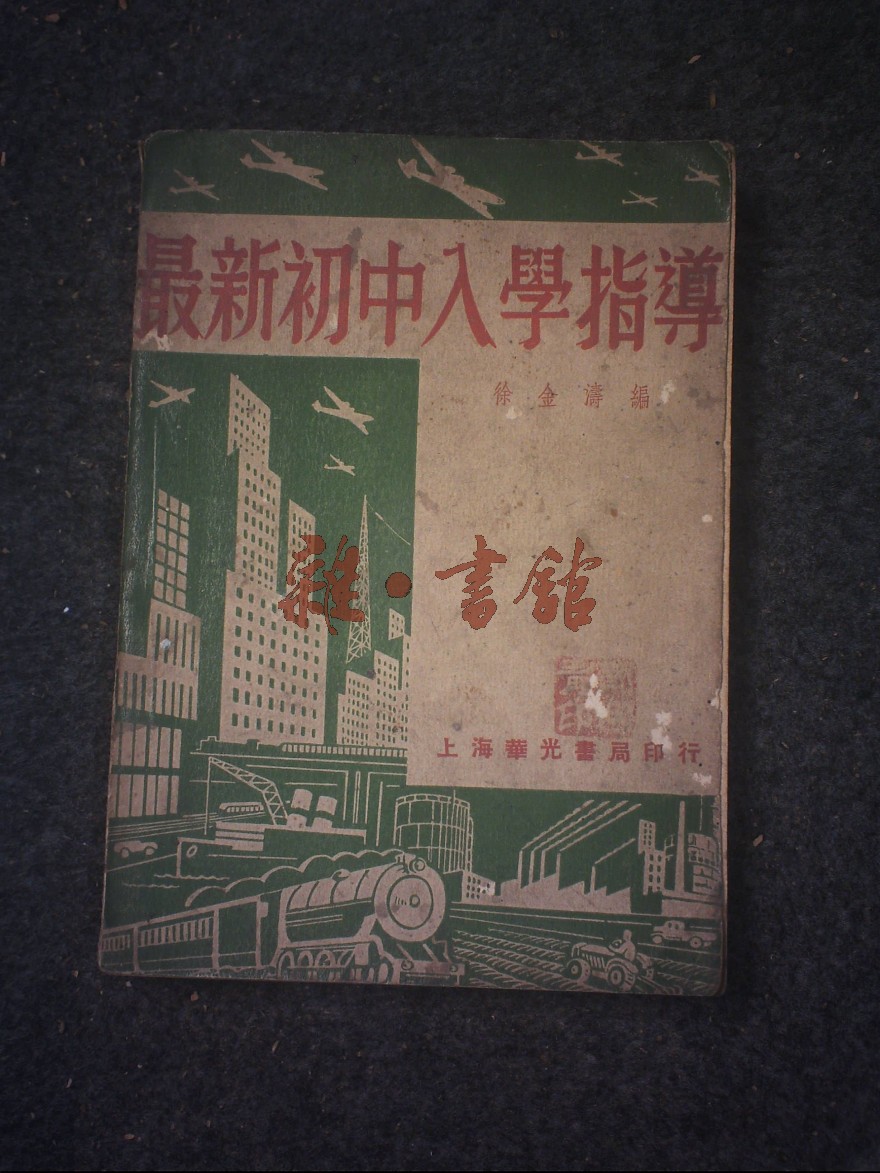 最新初中入學指導
徐金濤編
雜·書館
上海華光書局印行